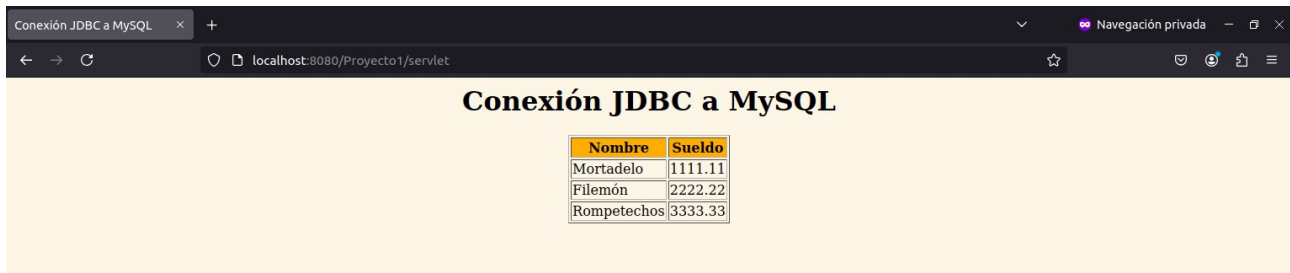 Conexión JDBC a MySQL
Navegación privada
localhost:8080/Proyecto1/servlet
Conexión JDBC a MySQL
Nombre Sueldo
Mortadelo 1111.11
Filemón 2222.22
Rompetechos 3333.33